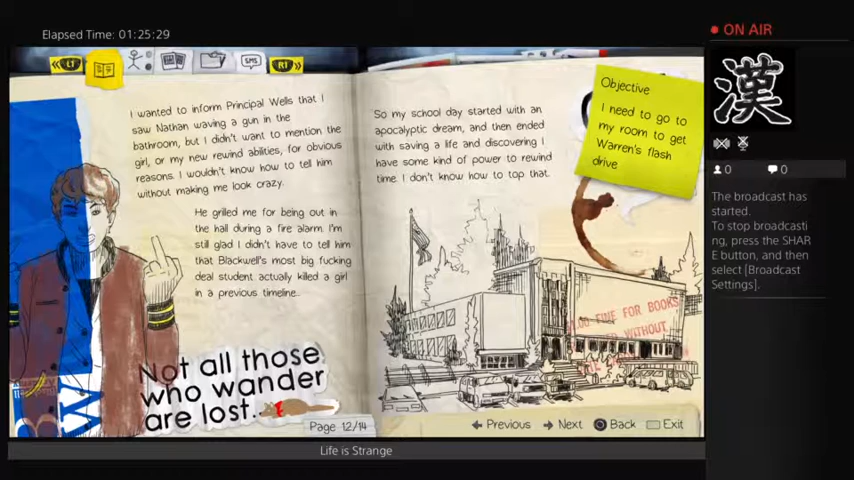 Elapsed Time: 01:25:29
ON AIR
L1
SMS
R1
I wanted to inform Principal Wells that I
saw Nathan waving a gun in the
bathroom, but I didn't want to mention the
girl, or my new rewind abilities, for obvious
reasons. I wouldn't know how to tell him
without making me look crazy.
He grilled me for being out in
the hall during a fire alarm. I'm
still glad I didn't have to tell him
that Blackwell's most big fucking
deal student actually killed a girl
in a previous timeline...
Not all those
who wander
are lost...
Page 12/14
So my school day started with an
apocalyptic dream, and then ended
with saving a life and discovering I
have some kind of power to rewind
time. I don't know how to top that.
Objective
I need to go to
my room to get
Warren's flash
drive
FINE FOR BOOKS
WITHOUT
Previous
Next
Back
Exit
漢
0
0
The broadcast has
started.
To stop broadcasti
ng, press the SHAR
E button, and then
select [Broadcast
Settings].
Life is Strange